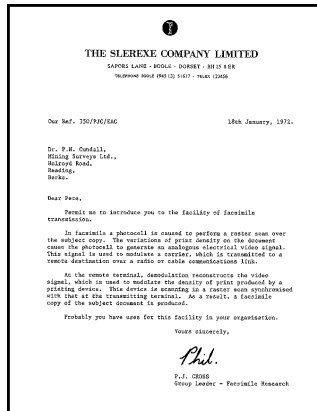 THE SLEREXE COMPANY LIMITED
SAPORS LANE - BOOLE - DORSET - BH 25 8 ER
TELEPHONE BOOLE (945 13) 51617 - TELEX 123456
Our Ref. 350/PJC/EAC
18th January, 1972.
Dr. P.N. Cundall,
Mining Surveys Ltd.,
Holroyd Road,
Reading,
Berks.
Dear Pete,
Permit me to introduce you to the facility of facsimile
transmission.
In facsimile a photocell is caused to perform a raster scan over
the subject copy. The variations of print density on the document
cause the photocell to generate an analogous electrical video signal.
This signal is used to modulate a carrier, which is transmitted to a
remote destination over a radio or cable communications link.
At the remote terminal, demodulation reconstructs the video
signal, which is used to modulate the density of print produced by a
printing device. This device is scanning in a raster scan synchronised
with that at the transmitting terminal. As a result, a facsimile
copy of the subject document is produced.
Probably you have uses for this facility in your organisation.
Yours sincerely,
Phil.
P.J. CROSS
Group Leader - Facsimile Research